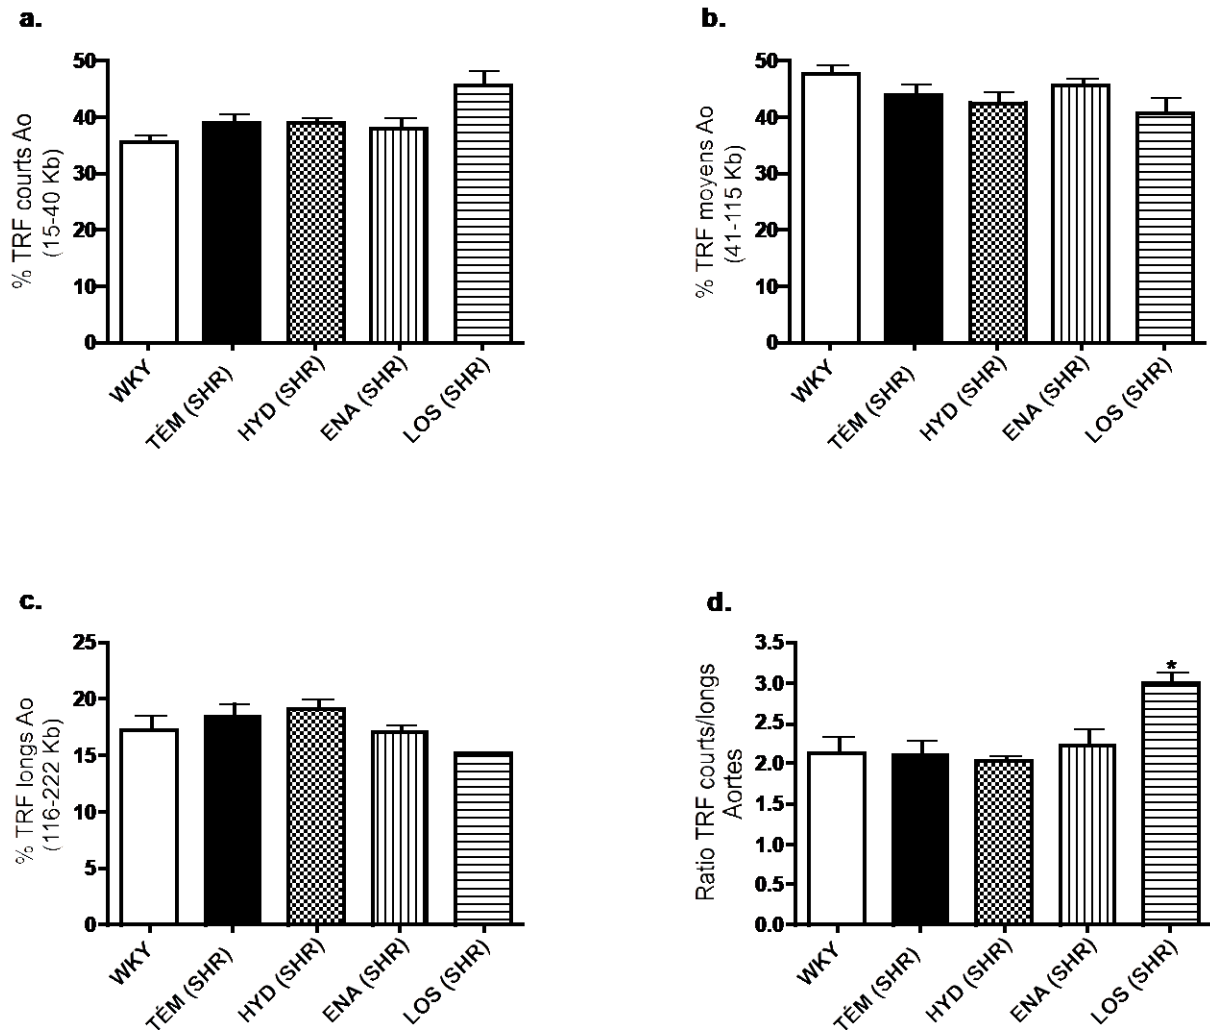 a.
% TRF courts Ao
(15-40 Kb)
50
40
30
20
10
0
WKY
TÉM (SHR)
HYD (SHR)
ENA (SHR)
LOS (SHR)
b.
% TRF moyens Ao
(41-115 Kb)
50
40
30
20
10
0
WKY
TÉM (SHR)
HYD (SHR)
ENA (SHR)
LOS (SHR)
c.
% TRF longs Ao
(116-222 Kb)
25
20
15
10
5
0
WKY
TÉM (SHR)
HYD (SHR)
ENA (SHR)
LOS (SHR)
d.
Ratio TRF courts/longs
Aortes
3.5
3.0
2.5
2.0
1.5
1.0
0.5
0.0
*
WKY
TÉM (SHR)
HYD (SHR)
ENA (SHR)
LOS (SHR)